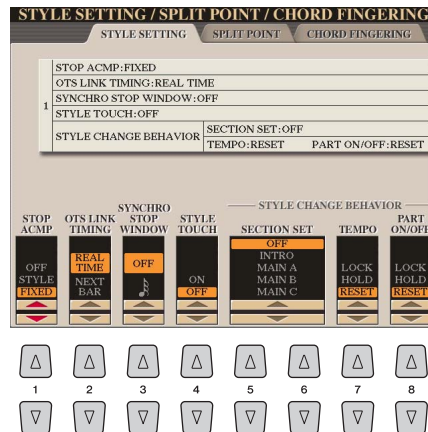 STYLE SETTING / SPLIT POINT / CHORD FINGERING
STYLE SETTING SPLIT POINT CHORD FINGERING
1
STOP ACMP:FIXED
OTS LINK TIMING:REAL TIME
SYNCHRO STOP WINDOW:OFF
STYLE TOUCH:OFF
STYLE CHANGE BEHAVIOR
SECTION SET:OFF
TEMPO:RESET PART ON/OFF:RESET
STYLE CHANGE BEHAVIOR
STOP ACMP
OFF
STYLE
FIXED
OTS LINK TIMING
REAL TIME
NEXT BAR
SYNCHRO STOP WINDOW
OFF
STYLE TOUCH
ON
OFF
SECTION SET
OFF
INTRO
MAIN A
MAIN B
MAIN C
TEMPO
LOCK
HOLD
RESET
PART ON/OFF
LOCK
HOLD
RESET
1 2 3 4 5 6 7 8